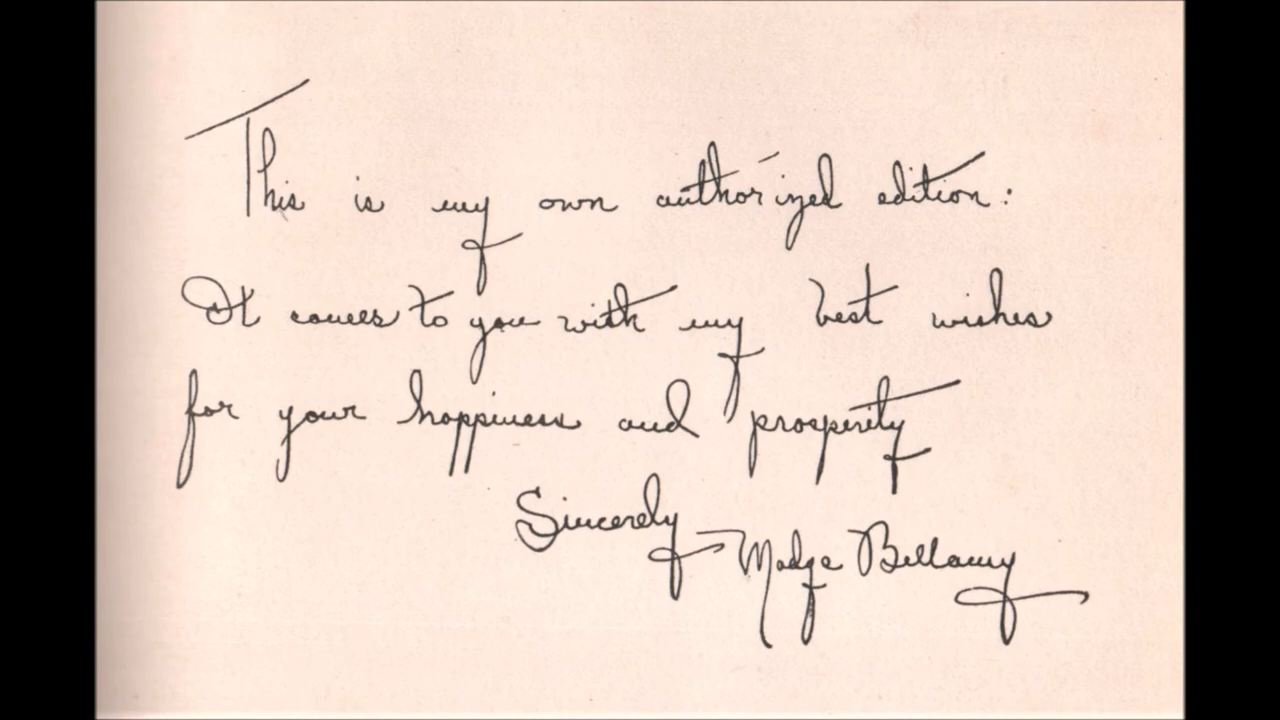 This is my own authorized edition:
It comes to you with my best wishes
for your happiness and prosperity
Sincerely
Madge Bellamy